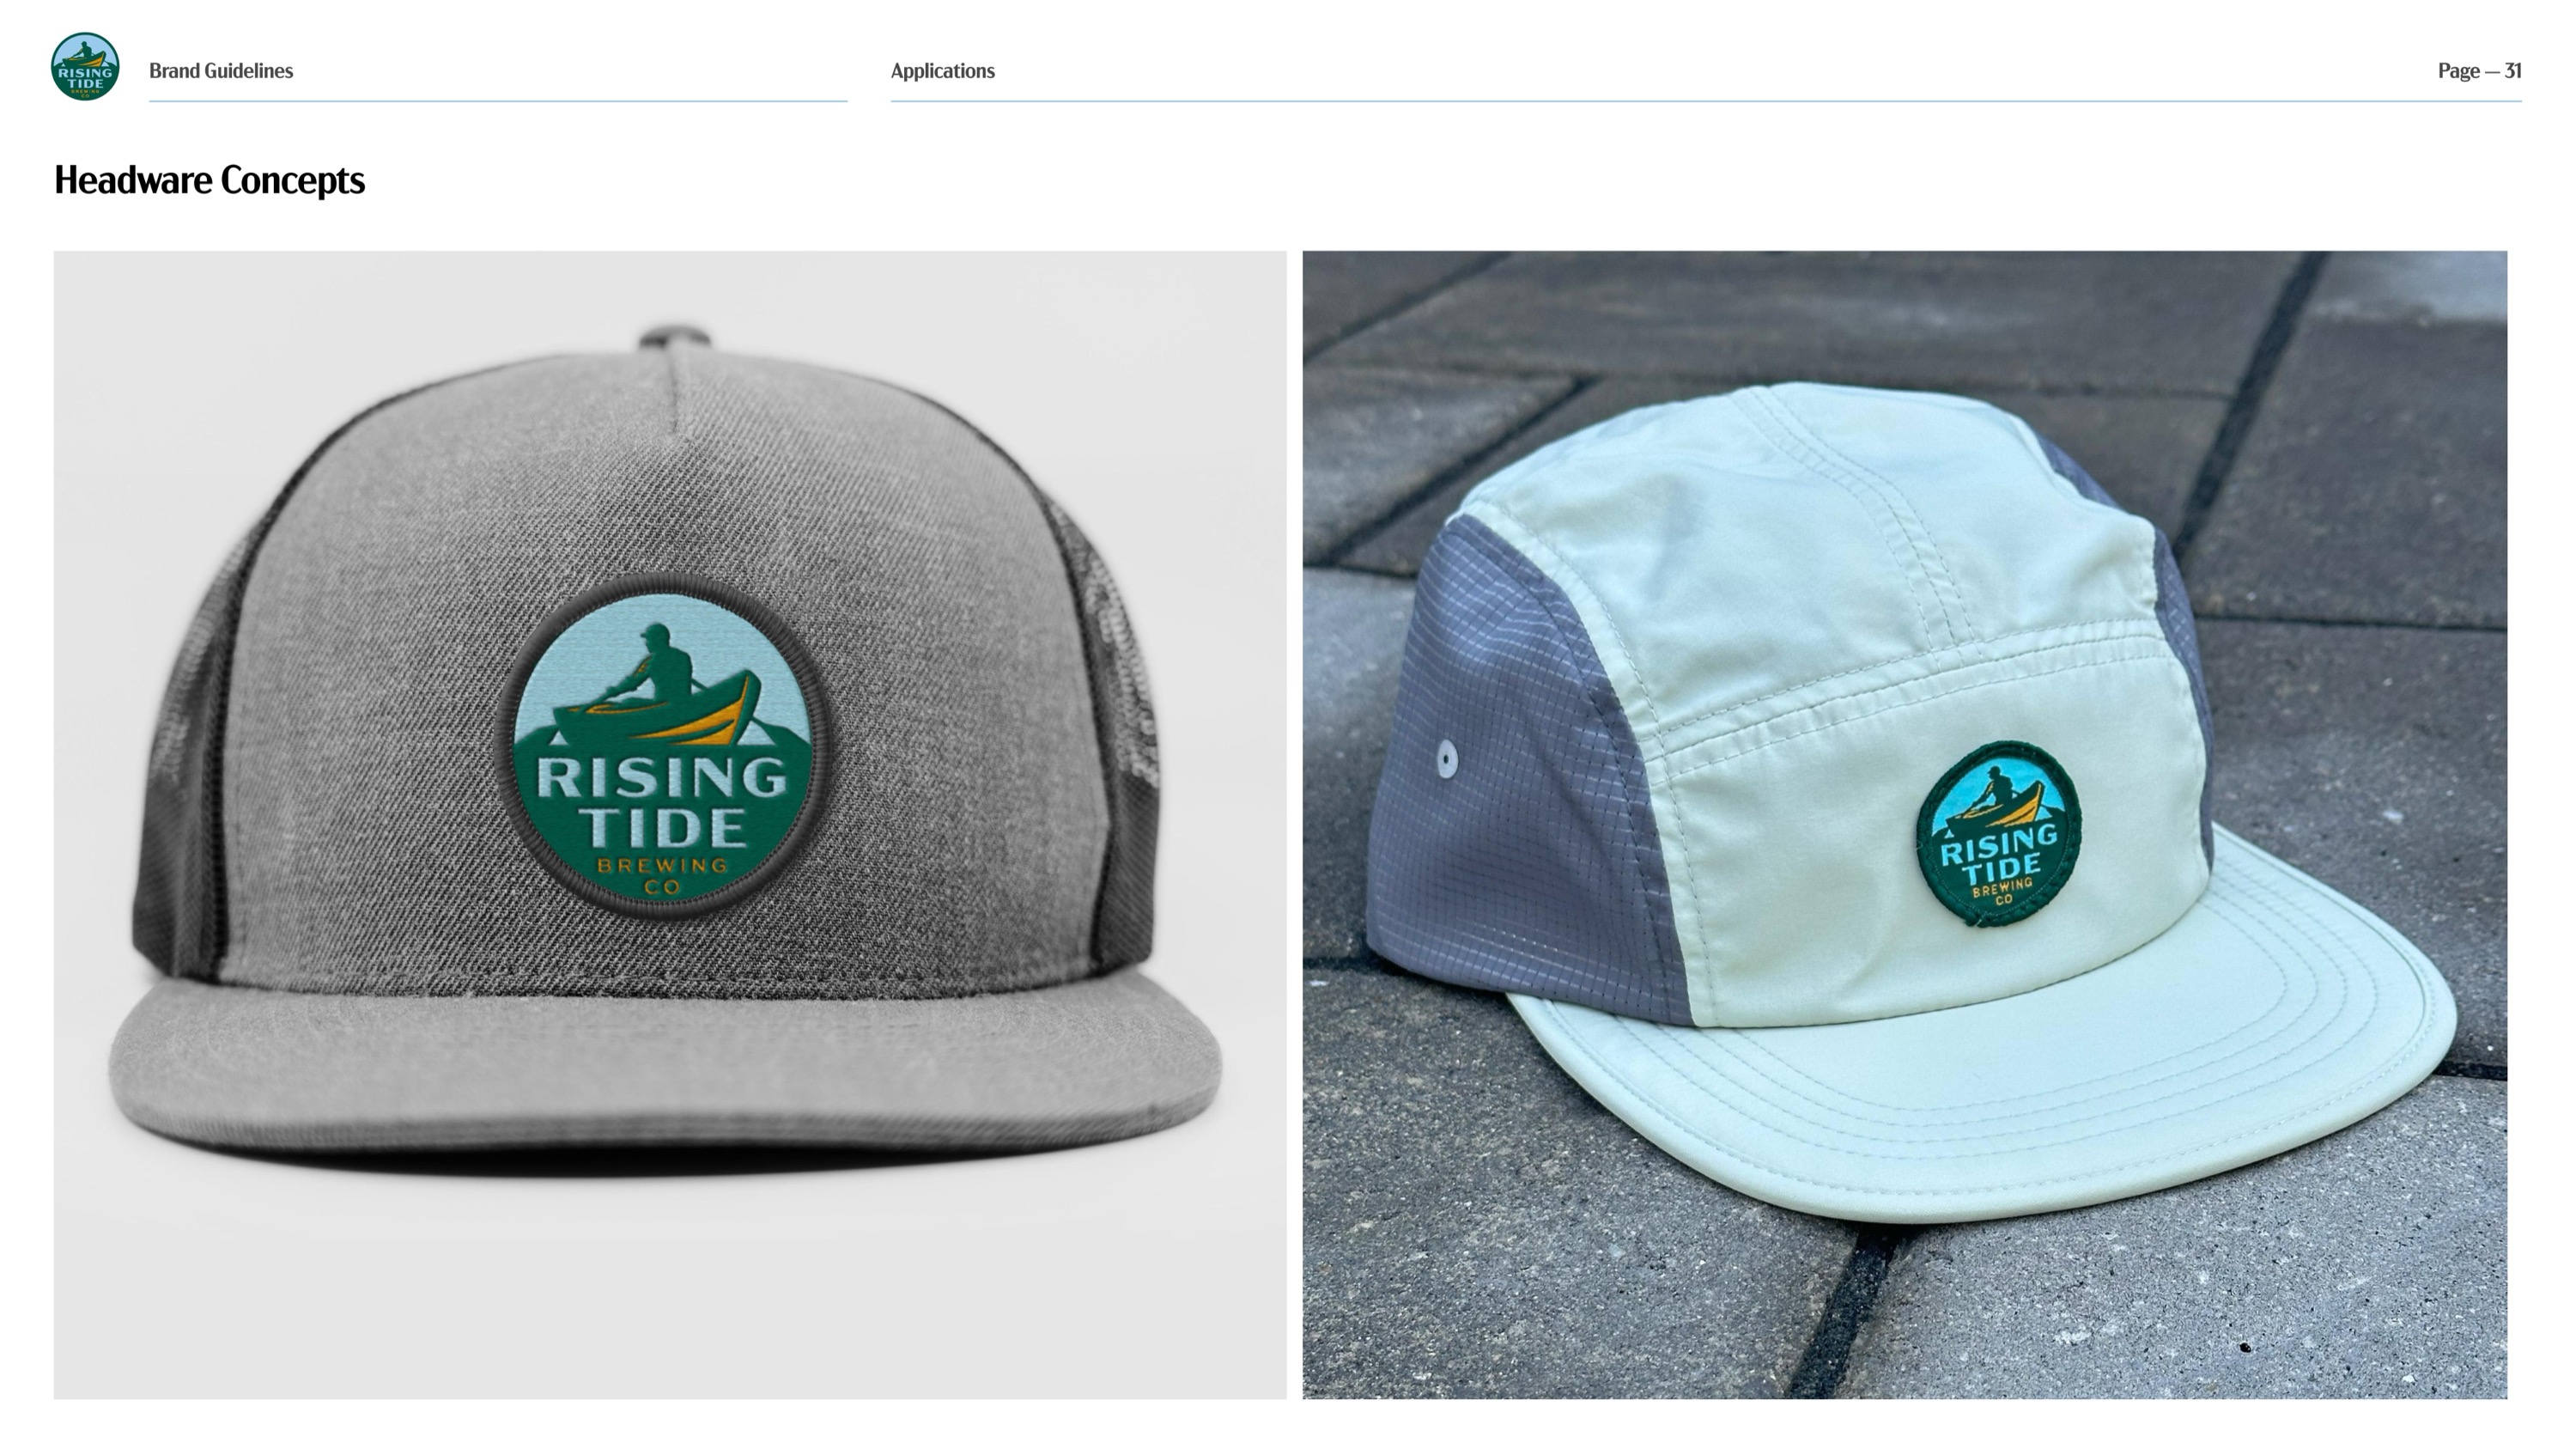 RISING
TIDE
BREWING
CO
Brand Guidelines
Applications
Page — 31
Headware Concepts
RISING
TIDE
BREWING
CO
RISING
TIDE
BREWING
CO